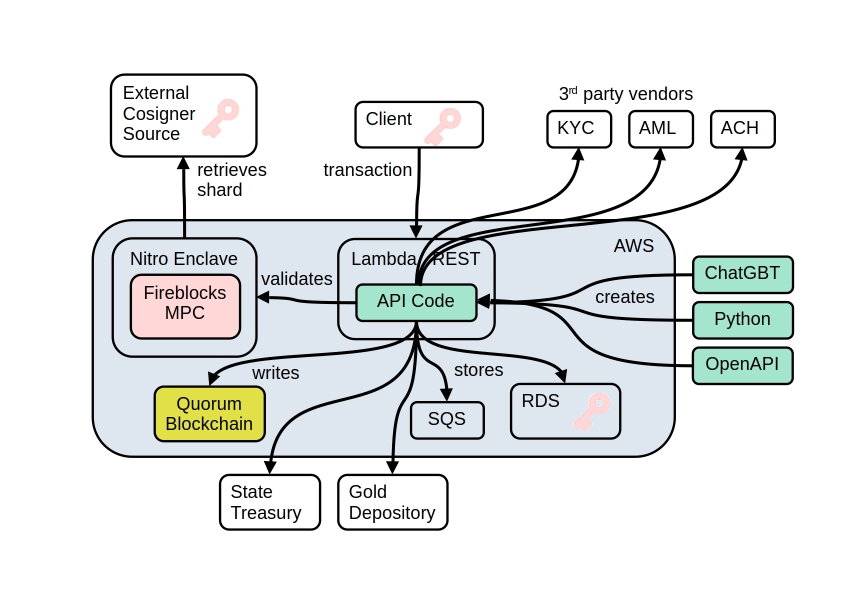 External
Cosigner
Source
retrieves
shard
Client
transaction
3rd party vendors
KYC
AML
ACH
AWS
Nitro Enclave
Fireblocks
MPC
validates
Lambda REST
API Code
creates
ChatGBT
Python
OpenAPI
writes
stores
Quorum
Blockchain
SQS
RDS
State
Treasury
Gold
Depository